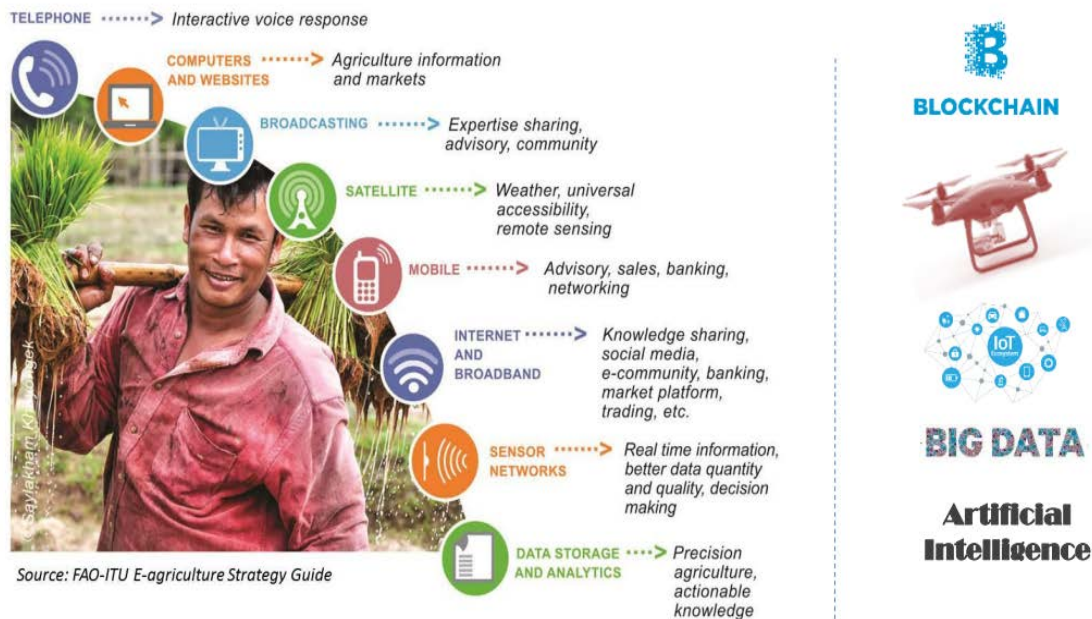 TELEPHONE ·······> Interactive voice response
COMPUTERS AND WEBSITES ·······> Agriculture information
and markets
BROADCASTING ·······> Expertise sharing,
advisory, community
SATELLITE ·······> Weather, universal
accessibility,
remote sensing
MOBILE ·······> Advisory, sales, banking,
networking
INTERNET AND BROADBAND ·······> Knowledge sharing,
social media,
e-community, banking,
market platform,
trading, etc.
SENSOR NETWORKS ·······> Real time information,
better data quantity
and quality, decision
making
DATA STORAGE AND ANALYTICS ····> Precision
agriculture,
actionable
knowledge
Source: FAO-ITU E-agriculture Strategy Guide
BLOCKCHAIN
IoT
Ecosystem
BIG DATA
Artificial
Intelligence